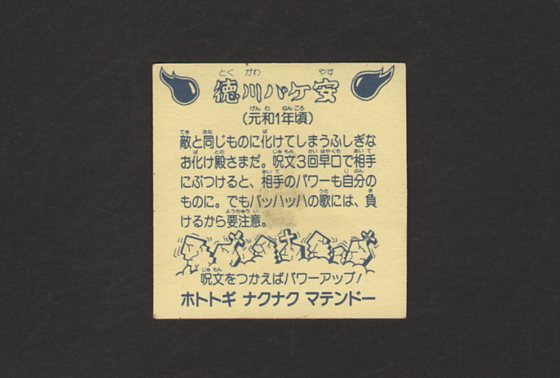 徳川バケ安
(元和1年頃)
敵と同じものに化けてしまうふしぎな
お化け殿さまだ。呪文3回早口で相手
にぶつけると、相手のパワーも自分の
ものに。でもバッハッハの歌には、負
けるから要注意。
呪文をつかえばパワーアップ!
ホトトギ ナクナク マテンドー